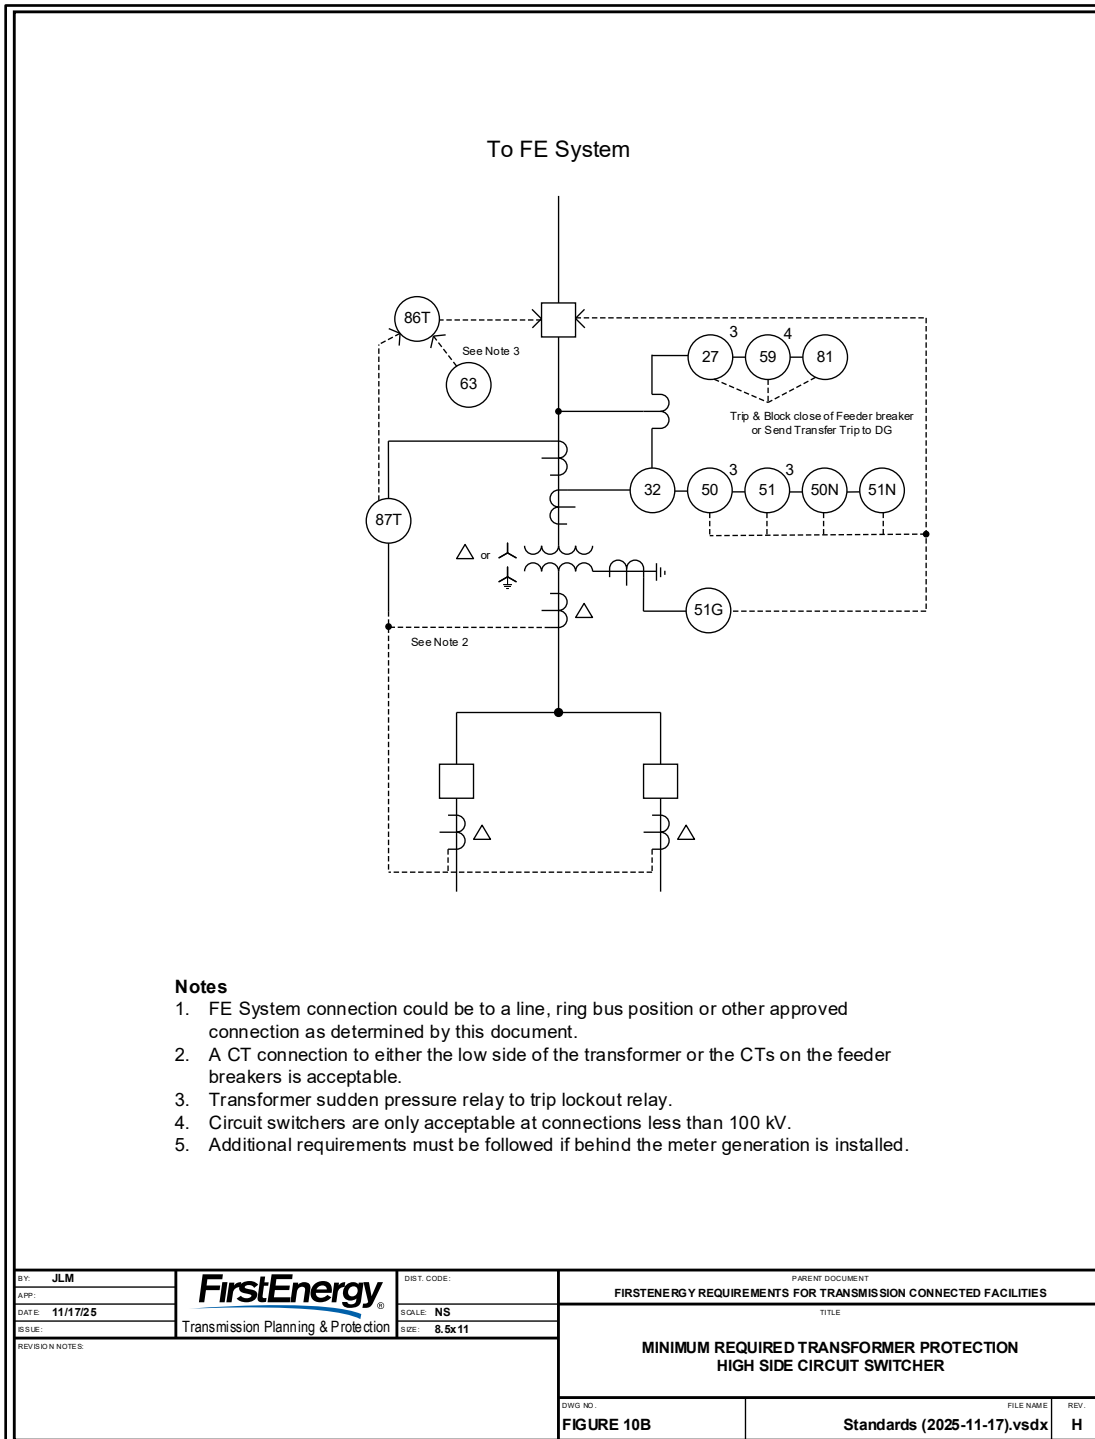 To FE System
86T
See Note 3
63
3
4
27
59
81
Trip & Block close of Feeder breaker
or Send Transfer Trip to DG
3
3
32
50
51
50N
51N
87T
or
51G
See Note 2
Notes
1. FE System connection could be to a line, ring bus position or other approved
connection as determined by this document.
2. A CT connection to either the low side of the transformer or the CTs on the feeder
breakers is acceptable.
3. Transformer sudden pressure relay to trip lockout relay.
4. Circuit switchers are only acceptable at connections less than 100 kV.
5. Additional requirements must be followed if behind the meter generation is installed.
BY: JLM
APP:
DATE: 11/17/25
ISSUE:
REVISION NOTES:
FirstEnergy®
Transmission Planning & Protection
DIST. CODE:
SCALE: NS
SIZE: 8.5x11
PARENT DOCUMENT
FIRSTENERGY REQUIREMENTS FOR TRANSMISSION CONNECTED FACILITIES
TITLE
MINIMUM REQUIRED TRANSFORMER PROTECTION
HIGH SIDE CIRCUIT SWITCHER
DWG NO.
FIGURE 10B
FILE NAME
Standards (2025-11-17).vsdx
REV.
H